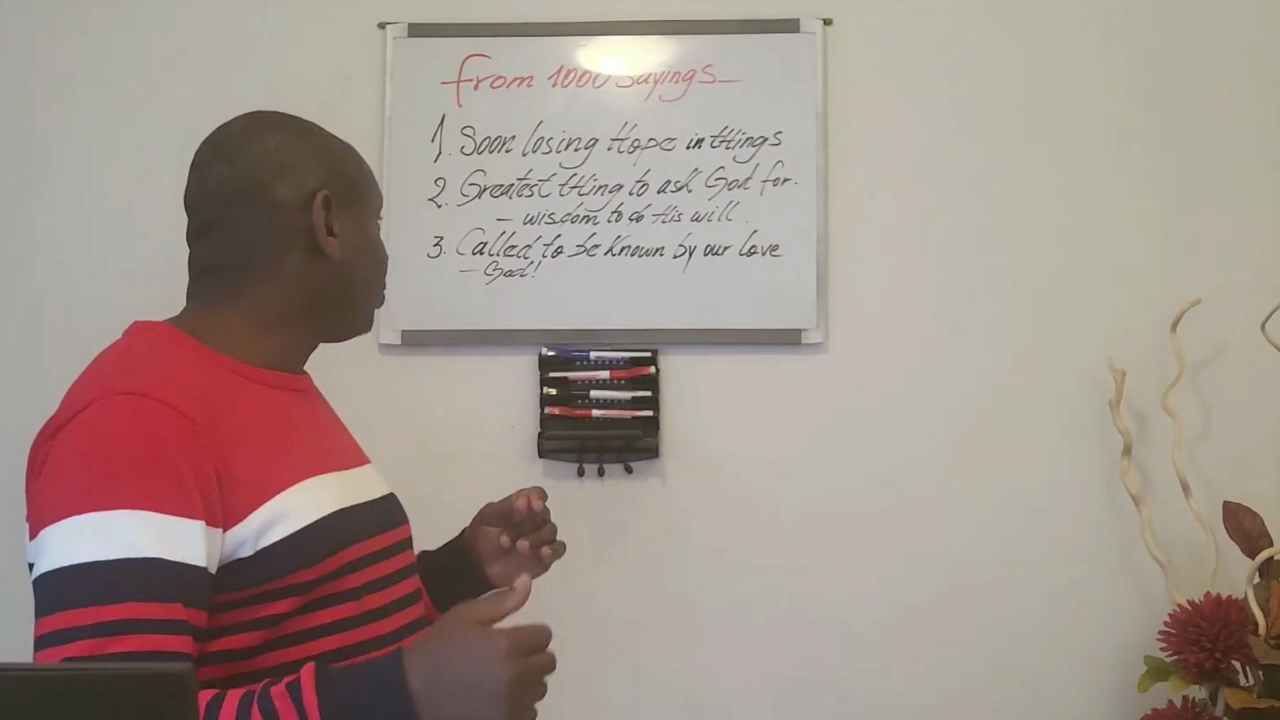 From 1000 Sayings
1. Soon losing Hope in tHings
2. Greatest tHing to ask God for.
- wisdom to do His will.
3. Called to be Known by our Love
- God!